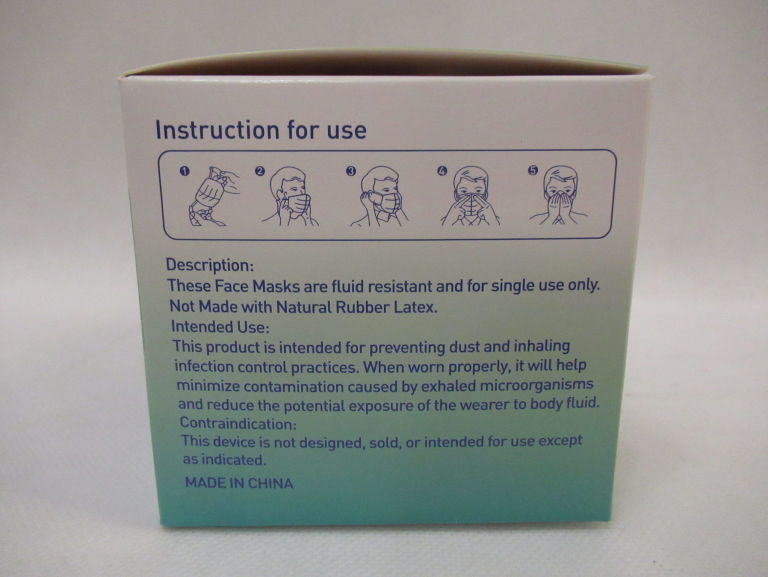 Instruction for use
1 2 3 4 5
Description:
These Face Masks are fluid resistant and for single use only.
Not Made with Natural Rubber Latex.
Intended Use:
This product is intended for preventing dust and inhaling
infection control practices. When worn properly, it will help
minimize contamination caused by exhaled microorganisms
and reduce the potential exposure of the wearer to body fluid.
Contraindication:
This device is not designed, sold, or intended for use except
as indicated.
MADE IN CHINA